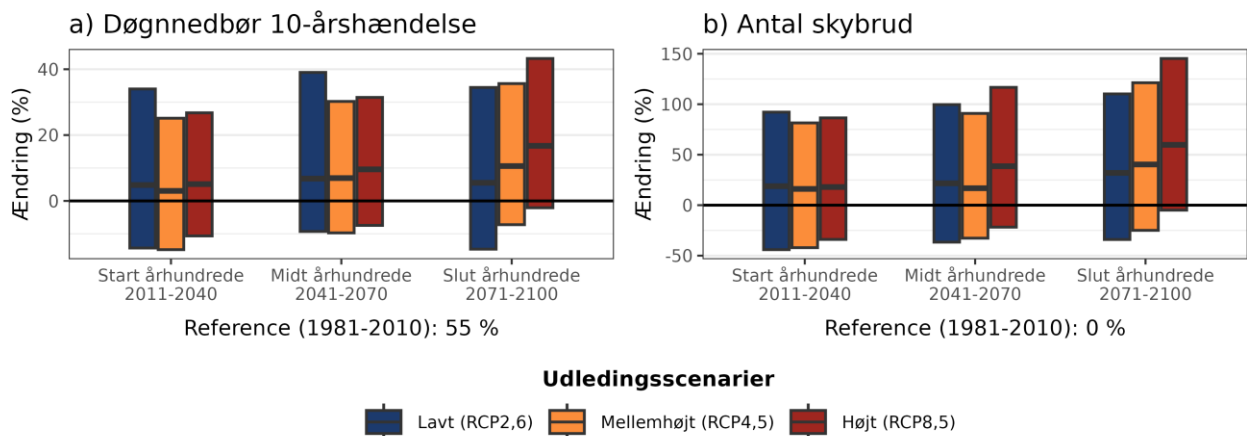 a) Døgnnedbør 10-årshændelse
Ændring (%)
40
20
0
Start århundrede
2011-2040
Midt århundrede
2041-2070
Slut århundrede
2071-2100
Reference (1981-2010): 55 %
b) Antal skybrud
Ændring (%)
150
100
50
0
-50
Start århundrede
2011-2040
Midt århundrede
2041-2070
Slut århundrede
2071-2100
Reference (1981-2010): 0 %
Udledingsscenarier
Lavt (RCP2,6)
Mellemhøjt (RCP4,5)
Højt (RCP8,5)